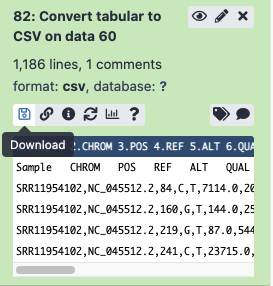 82: Convert tabular to
CSV on data 60
1,186 lines, 1 comments
format: csv, database: ?
Download
.CHROM 3.POS 4.REF 5.ALT 6.Q
Sample CHROM POS REF ALT QUAL
SRR11954102,NC_045512.2,84,C,T,7114.0,20
SRR11954102,NC_045512.2,160,G,T,144.0,25
SRR11954102,NC_045512.2,219,G,T,87.0,544
SRR11954102,NC_045512.2,241,C,T,23715.0,